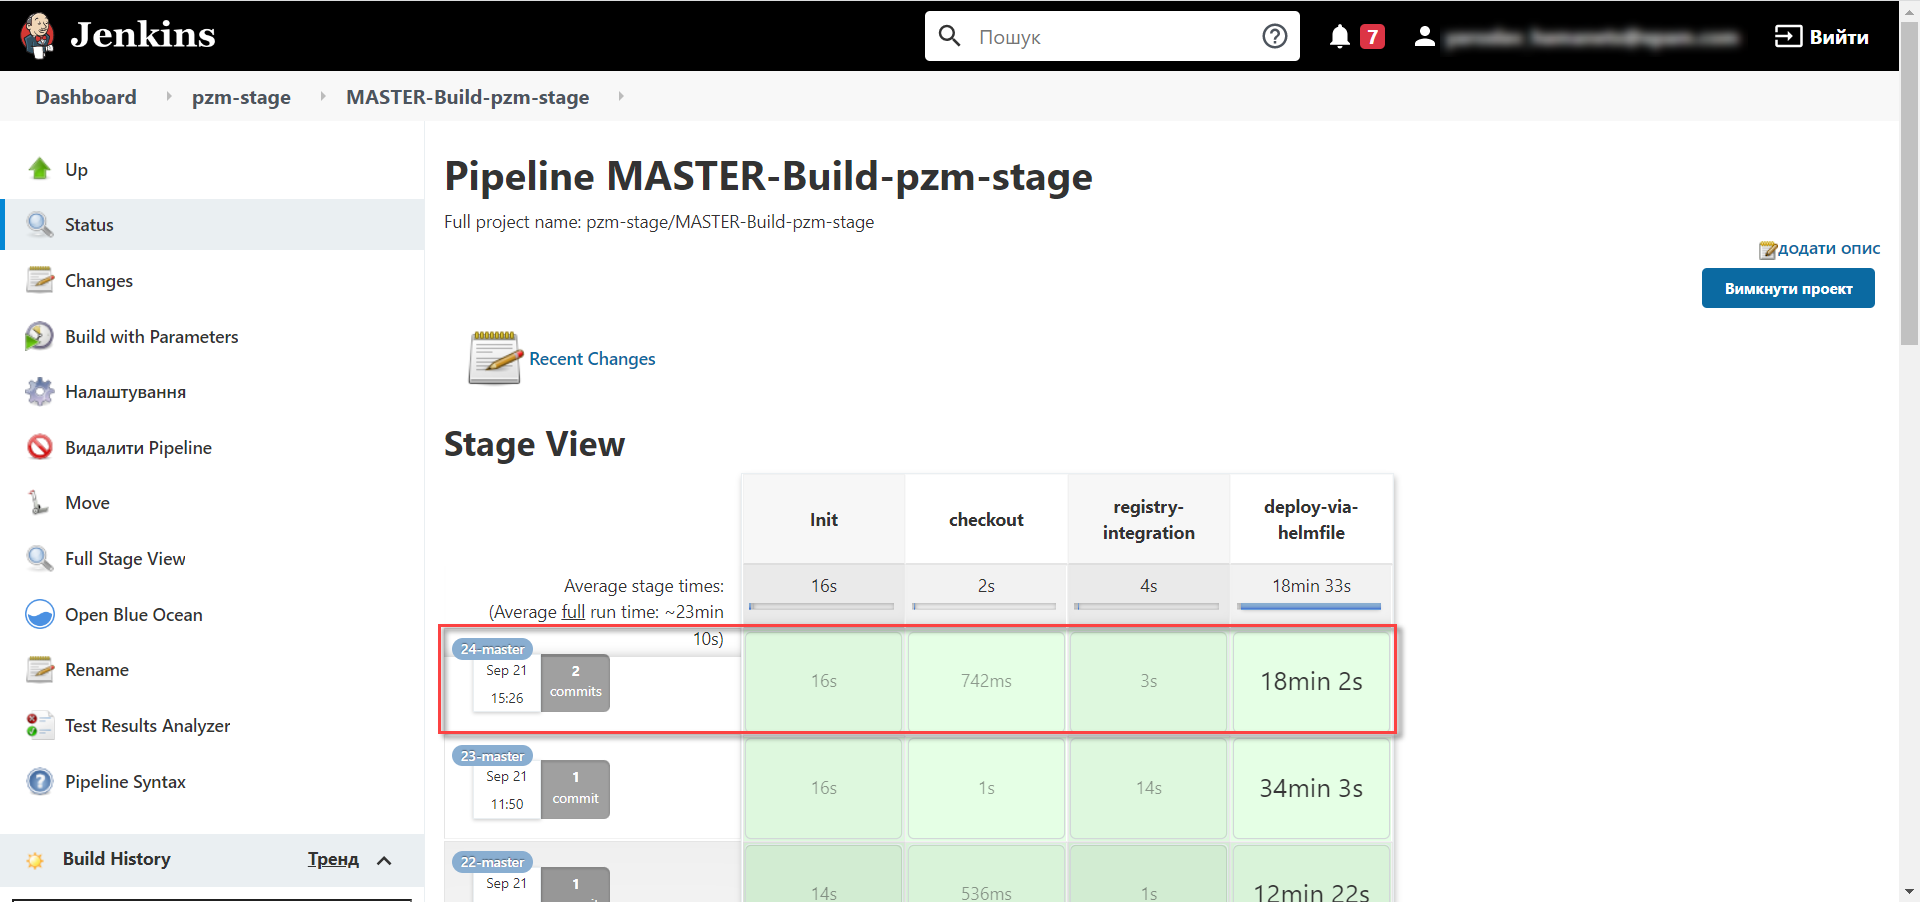 Jenkins
Пошук
7
Вийти
Dashboard
pzm-stage
MASTER-Build-pzm-stage
Up
Status
Changes
Build with Parameters
Налаштування
Видалити Pipeline
Move
Full Stage View
Open Blue Ocean
Rename
Test Results Analyzer
Pipeline Syntax
Build History
Тренд
Pipeline MASTER-Build-pzm-stage
Full project name: pzm-stage/MASTER-Build-pzm-stage
додати опис
Вимкнути проект
Recent Changes
Stage View
Init
checkout
registry-
integration
deploy-via-
helmfile
Average stage times:
(Average full run time: ~23min
10s)
16s
2s
4s
18min 33s
24-master
Sep 21
15:26
2
commits
16s
742ms
3s
18min 2s
23-master
Sep 21
11:50
1
commit
16s
1s
14s
34min 3s
22-master
Sep 21
1
14s
536ms
1s
12min 22s